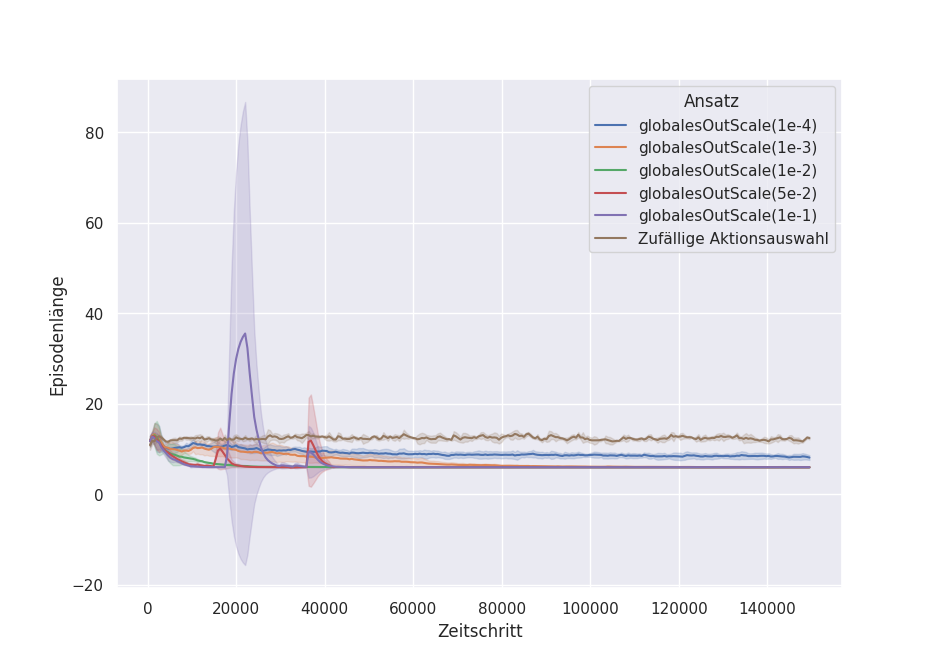 Ansatz
globalesOutScale(1e-4)
globalesOutScale(1e-3)
globalesOutScale(1e-2)
globalesOutScale(5e-2)
globalesOutScale(1e-1)
Zufällige Aktionsauswahl
80
60
40
20
0
−20
Episodenlänge
0 20000 40000 60000 80000 100000 120000 140000
Zeitschritt